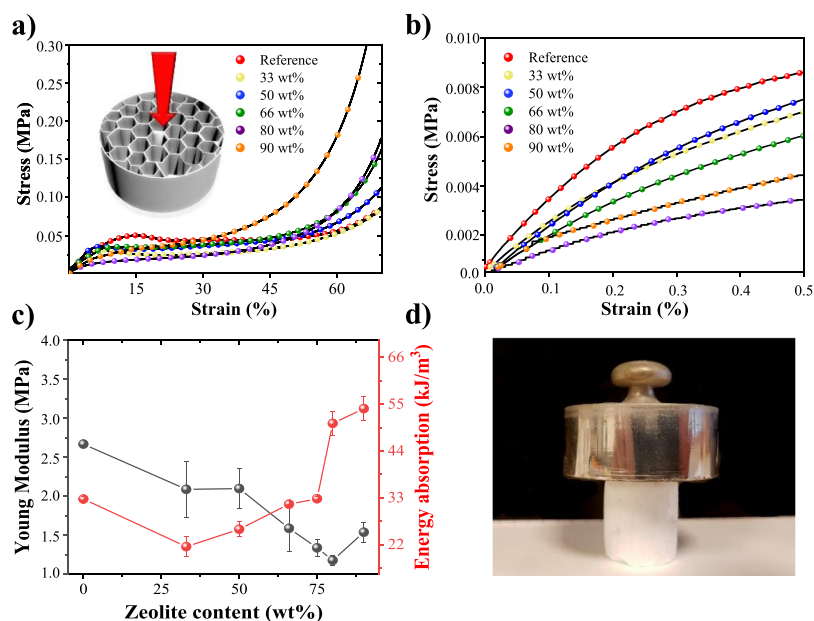 a)
0.30
0.25
0.20
0.15
0.10
0.05
15
30
45
60
Stress (MPa)
Strain (%)
Reference
33 wt%
50 wt%
66 wt%
80 wt%
90 wt%
b)
0.010
0.008
0.006
0.004
0.002
0.0
0.0
0.1
0.2
0.3
0.4
0.5
Stress (MPa)
Strain (%)
Reference
33 wt%
50 wt%
66 wt%
80 wt%
90 wt%
c)
4.0
3.5
3.0
2.5
2.0
1.5
1.0
Young Modulus (MPa)
66
55
44
33
22
Energy absorption (kJ/m³)
0
25
50
75
Zeolite content (wt%)
d)